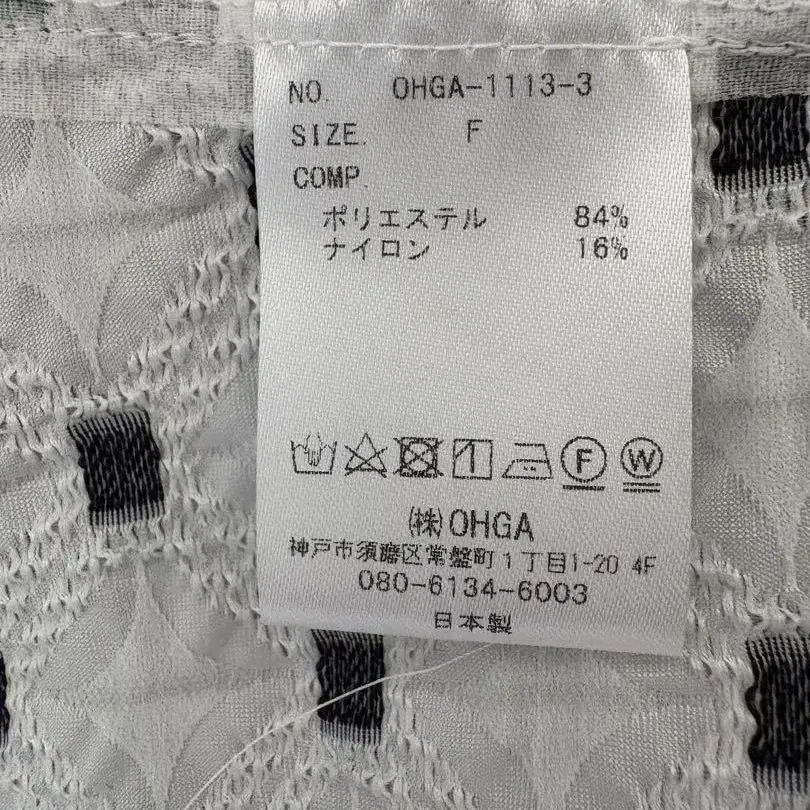 NO. OHGA-1113-3
SIZE. F
COMP.
ポリエステル 84%
ナイロン 16%
F W
㈱OHGA
神戸市須磨区常盤町1丁目1-20 4F
080-6134-6003
日本製